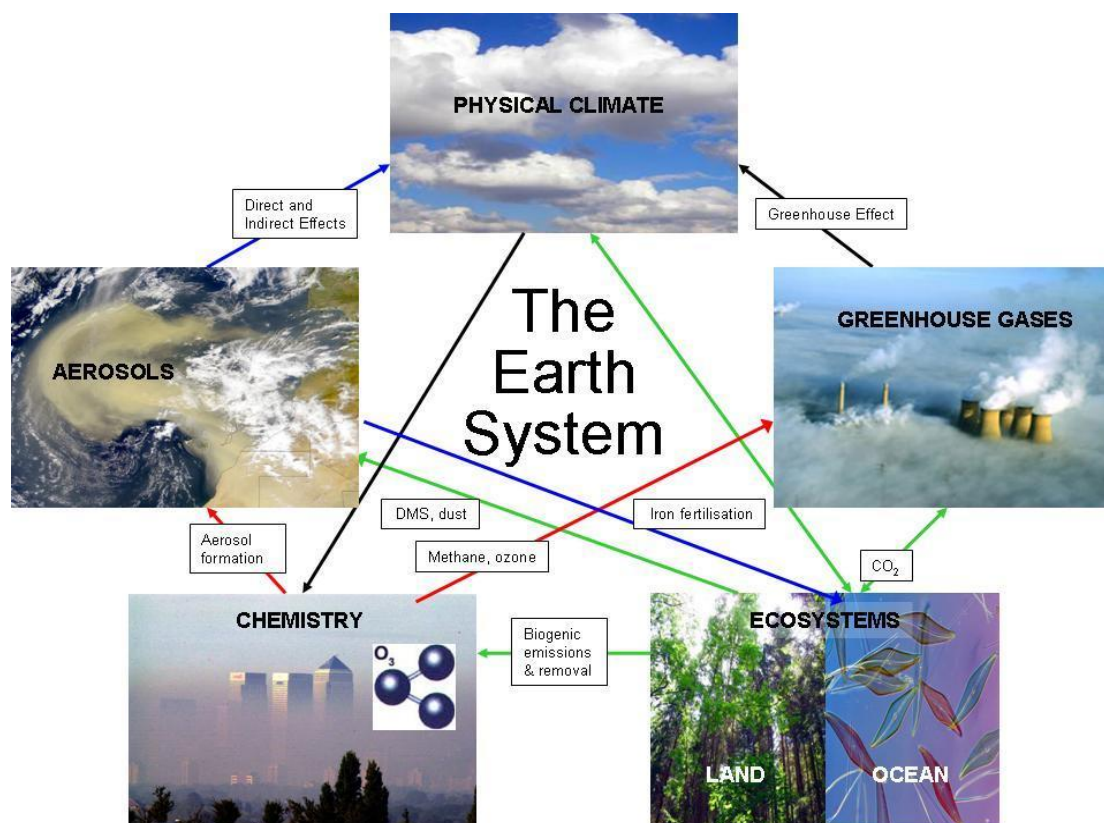 PHYSICAL CLIMATE
Direct and
Indirect Effects
Greenhouse Effect
The
Earth
System
AEROSOLS
GREENHOUSE GASES
DMS, dust
Iron fertilisation
Aerosol
formation
Methane, ozone
CO₂
CHEMISTRY
O₃
Biogenic
emissions
& removal
ECOSYSTEMS
LAND
OCEAN